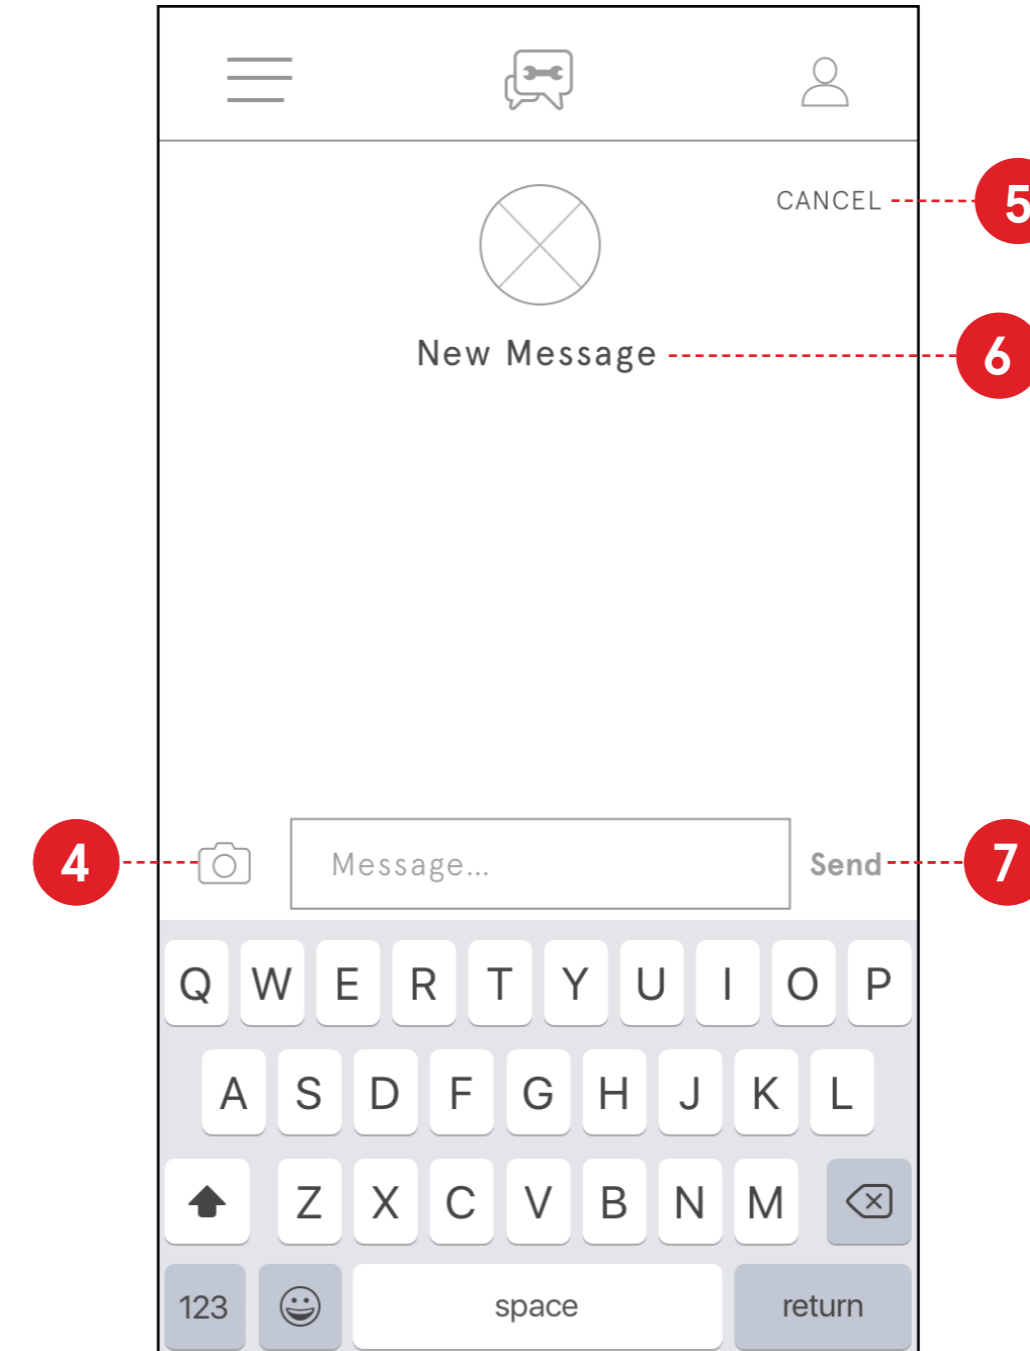 CANCEL 5
New Message 6
4 Message... Send 7
Q W E R T Y U I O P
A S D F G H J K L
Z X C V B N M
123 space return